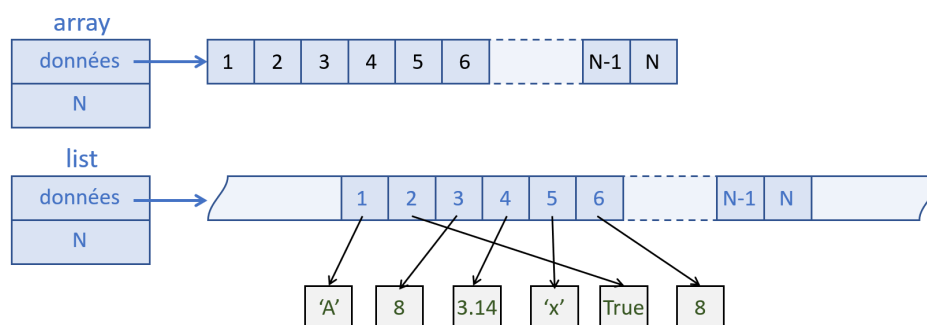 array
données
1 2 3 4 5 6 N-1 N
N
list
données
1 2 3 4 5 6 N-1 N
N
‘A’ 8 3.14 ‘x’ True 8